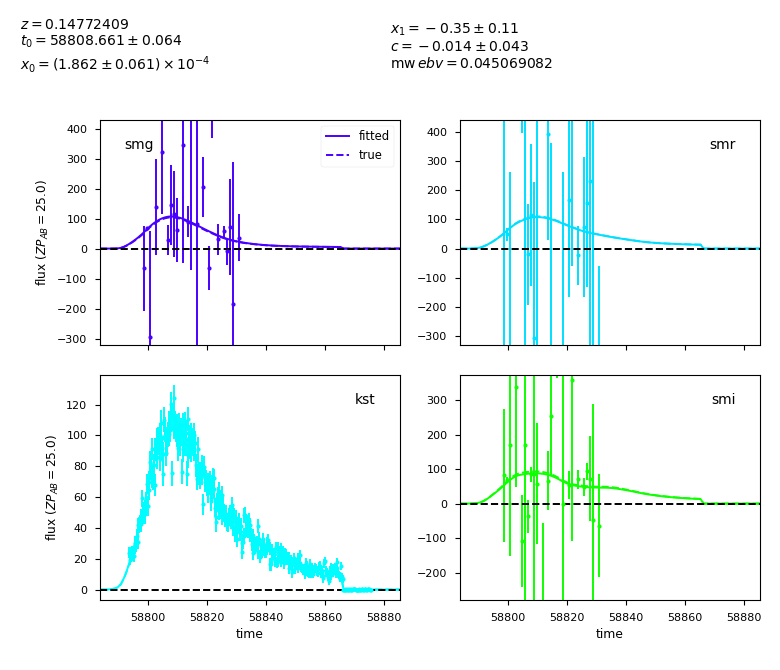 z = 0.14772409
t₀ = 58808.661 ± 0.064
x₀ = (1.862 ± 0.061) × 10⁻⁴
x₁ = −0.35 ± 0.11
c = −0.014 ± 0.043
mw ebv = 0.045069082
smg
fitted
true
400
300
200
100
0
−100
−200
−300
flux (ZP_AB = 25.0)
smr
400
300
200
100
0
−100
−200
−300
kst
120
100
80
60
40
20
0
flux (ZP_AB = 25.0)
58800 58820 58840 58860 58880
time
smi
300
200
100
0
−100
−200
58800 58820 58840 58860 58880
time